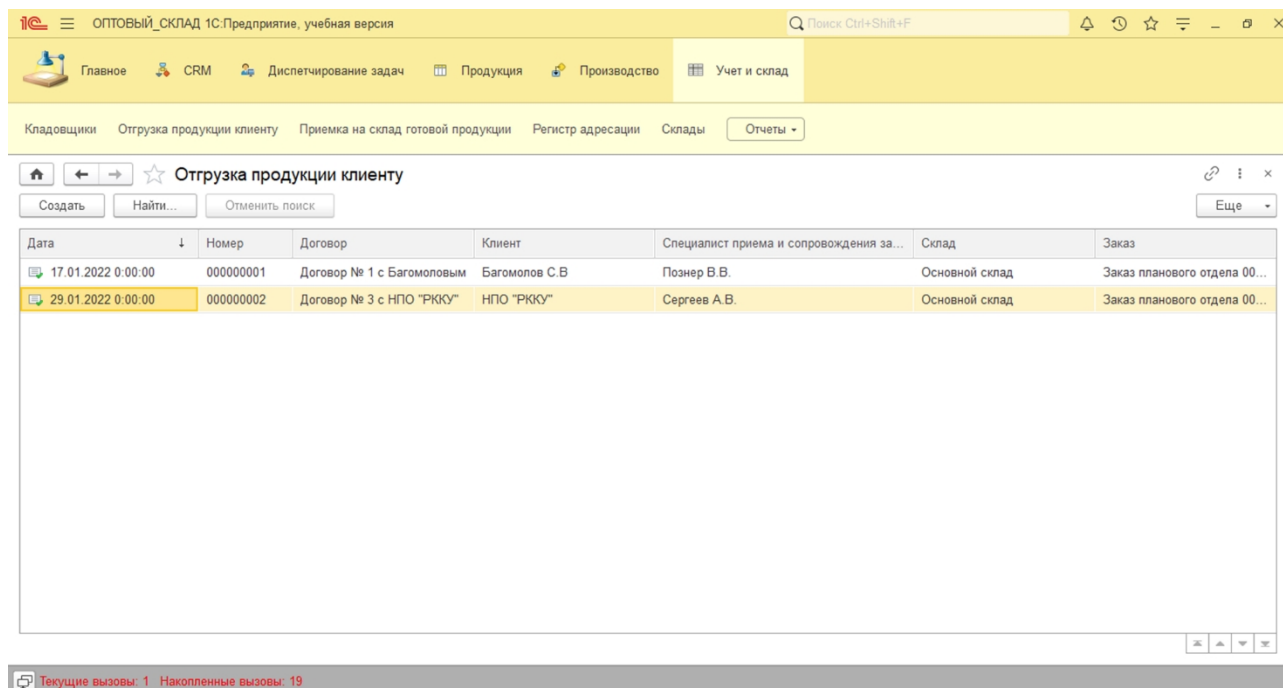 1С ОПТОВЫЙ_СКЛАД 1С:Предприятие, учебная версия Поиск Ctrl+Shift+F
Главное CRM Диспетчирование задач Продукция Производство Учет и склад
Кладовщики Отгрузка продукции клиенту Приемка на склад готовой продукции Регистр адресации Склады Отчеты
Отгрузка продукции клиенту
Создать Найти... Отменить поиск Еще
Дата ↓ Номер Договор Клиент Специалист приема и сопровождения за... Склад Заказ
17.01.2022 0:00:00 000000001 Договор № 1 с Багомоловым Багомолов С.В Познер В.В. Основной склад Заказ планового отдела 00...
29.01.2022 0:00:00 000000002 Договор № 3 с НПО "РККУ" НПО "РККУ" Сергеев А.В. Основной склад Заказ планового отдела 00...
Текущие вызовы: 1 Накопленные вызовы: 19